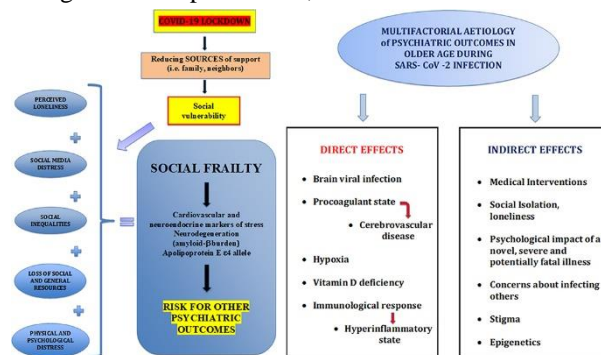 COVID-19 LOCKDOWN
Reducing SOURCES of support
(i.e. family, neighbors)
Social
vulnerability
PERCEIVED
LONELINESS
+
SOCIAL MEDIA
DISTRESS
+
SOCIAL
INEQUALITIES
+
LOSS OF SOCIAL
AND GENERAL
RESOURCES
+
PHYSICAL AND
PSYCHOLOGICAL
DISTRESS
=
SOCIAL FRAILTY
Cardiovascular and
neuroendocrine markers of stress
Neurodegeneration
(amyloid-β burden)
Apolipoprotein E ε4 allele
RISK FOR OTHER
PSYCHIATRIC
OUTCOMES
MULTIFACTORIAL AETIOLOGY
of PSYCHIATRIC OUTCOMES IN
OLDER AGE DURING
SARS- CoV -2 INFECTION
DIRECT EFFECTS
• Brain viral infection
• Procoagulant state
• Cerebrovascular
disease
• Hypoxia
• Vitamin D deficiency
• Immunological response
• Hyperinflammatory
state
INDIRECT EFFECTS
• Medical Interventions
• Social Isolation,
loneliness
• Psychological impact of a
novel, severe and
potentially fatal illness
• Concerns about infecting
others
• Stigma
• Epigenetics